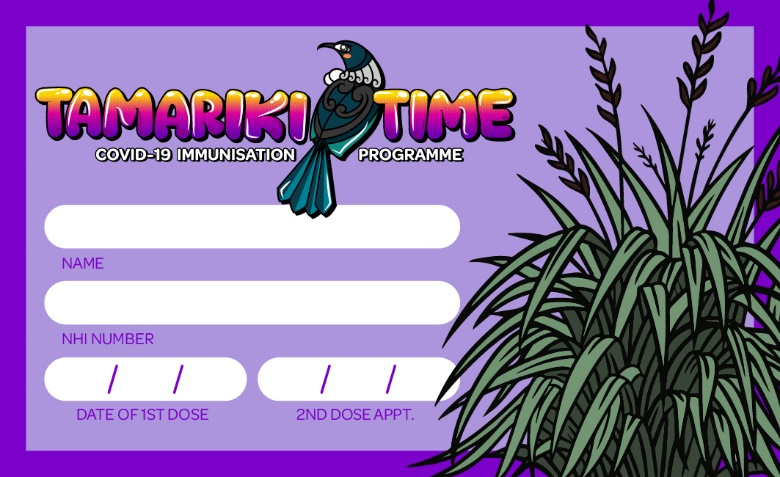 TAMARIKI TIME
COVID-19 IMMUNISATION PROGRAMME
NAME
NHI NUMBER
/ / / /
DATE OF 1ST DOSE 2ND DOSE APPT.